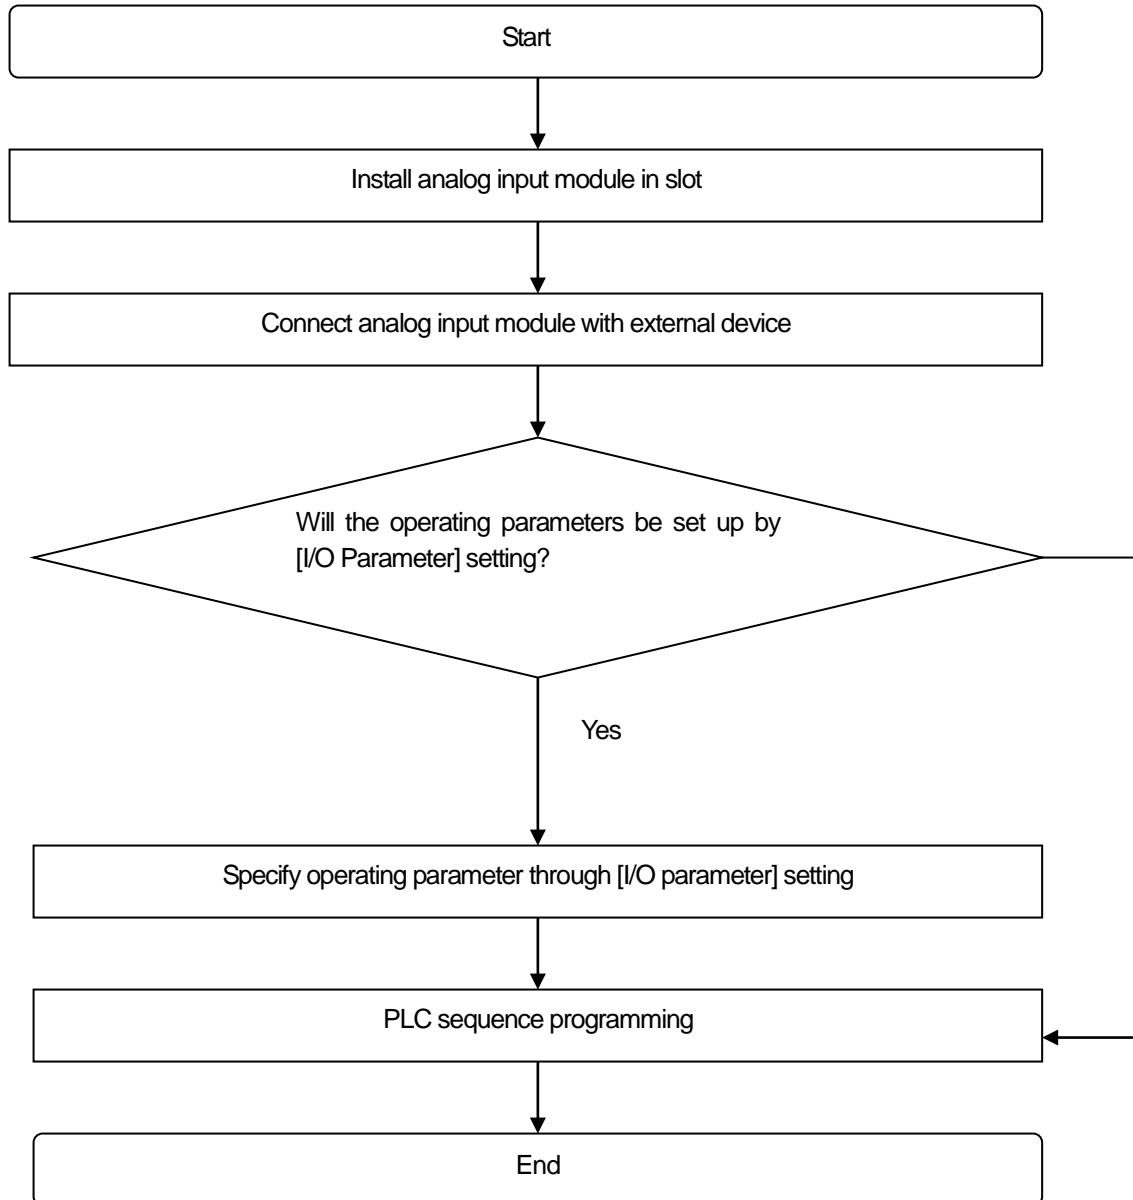 Start
Install analog input module in slot
Connect analog input module with external device
Will the operating parameters be set up by
[I/O Parameter] setting?
Yes
Specify operating parameter through [I/O parameter] setting
PLC sequence programming
End